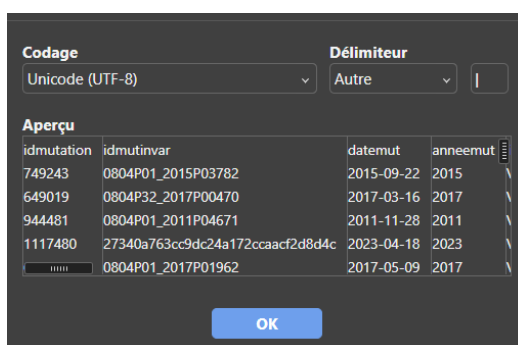 Codage Délimiteur
Unicode (UTF-8) Autre |
Aperçu
idmutation idmutinvar datemut anneemut
749243 0804P01_2015P03782 2015-09-22 2015
649019 0804P32_2017P00470 2017-03-16 2017
944481 0804P01_2011P04671 2011-11-28 2011
1117480 27340a763cc9dc24a172ccaacf2d8d4c 2023-04-18 2023
0804P01_2017P01962 2017-05-09 2017
OK